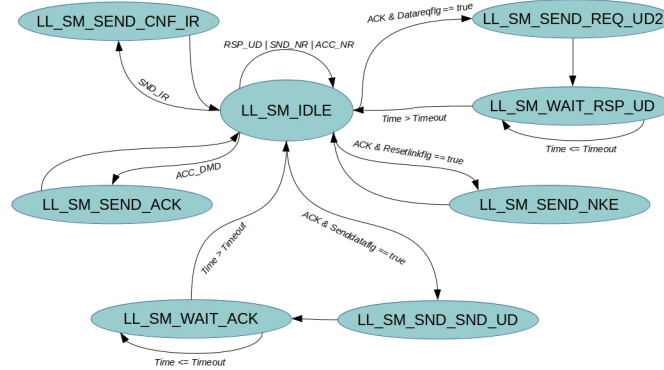 LL_SM_SEND_CNF_IR
ACK & Datareqflg == true
LL_SM_SEND_REQ_UD2
RSP_UD | SND_NR | ACC_NR
SND_IR
LL_SM_IDLE
Time > Timeout
LL_SM_WAIT_RSP_UD
Time <= Timeout
ACK & Resetlinkflg == true
ACC_DMD
LL_SM_SEND_ACK
LL_SM_SEND_NKE
ACK & Senddataflg == true
Time > Timeout
LL_SM_WAIT_ACK
LL_SM_SND_SND_UD
Time <= Timeout